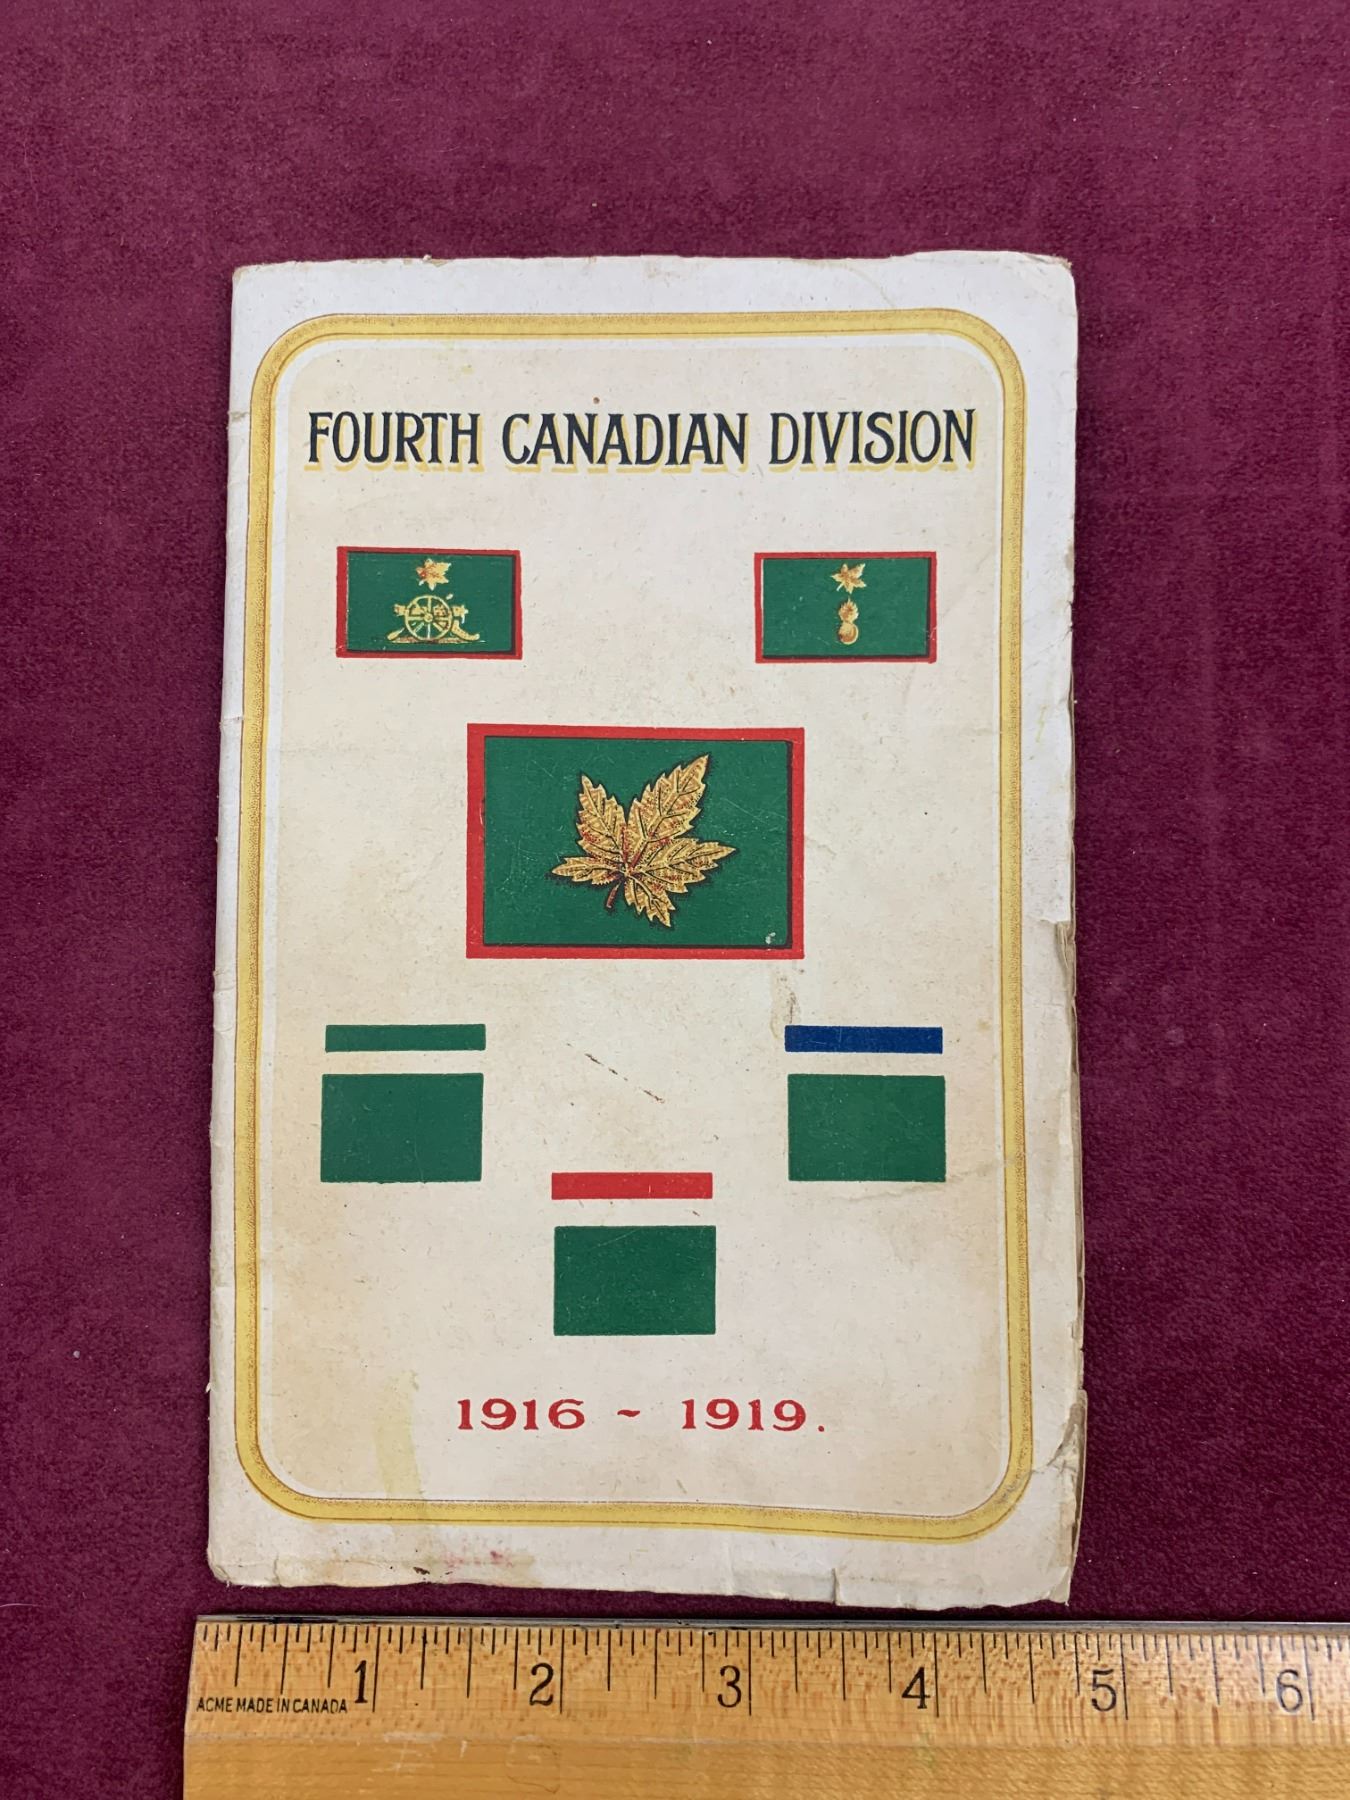 FOURTH CANADIAN DIVISION
1916 ~ 1919.
1 2 3 4 5 6
ACME MADE IN CANADA